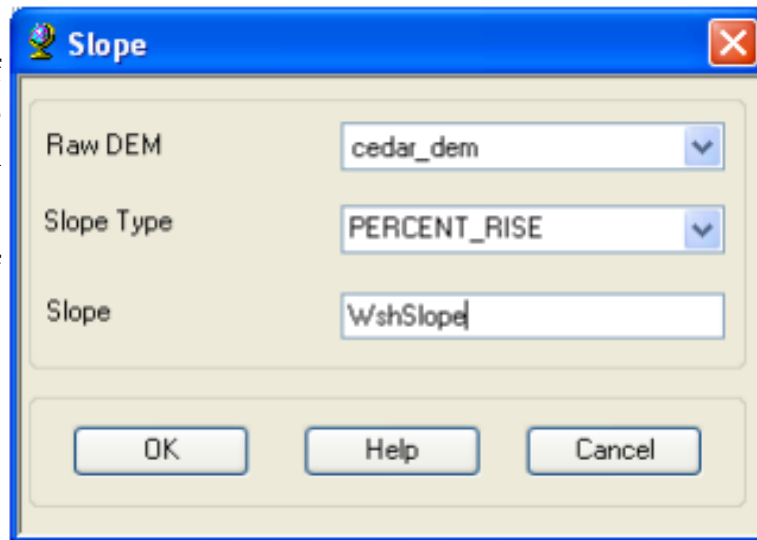 Slope
Raw DEM cedar_dem
Slope Type PERCENT_RISE
Slope WshSlope
OK Help Cancel